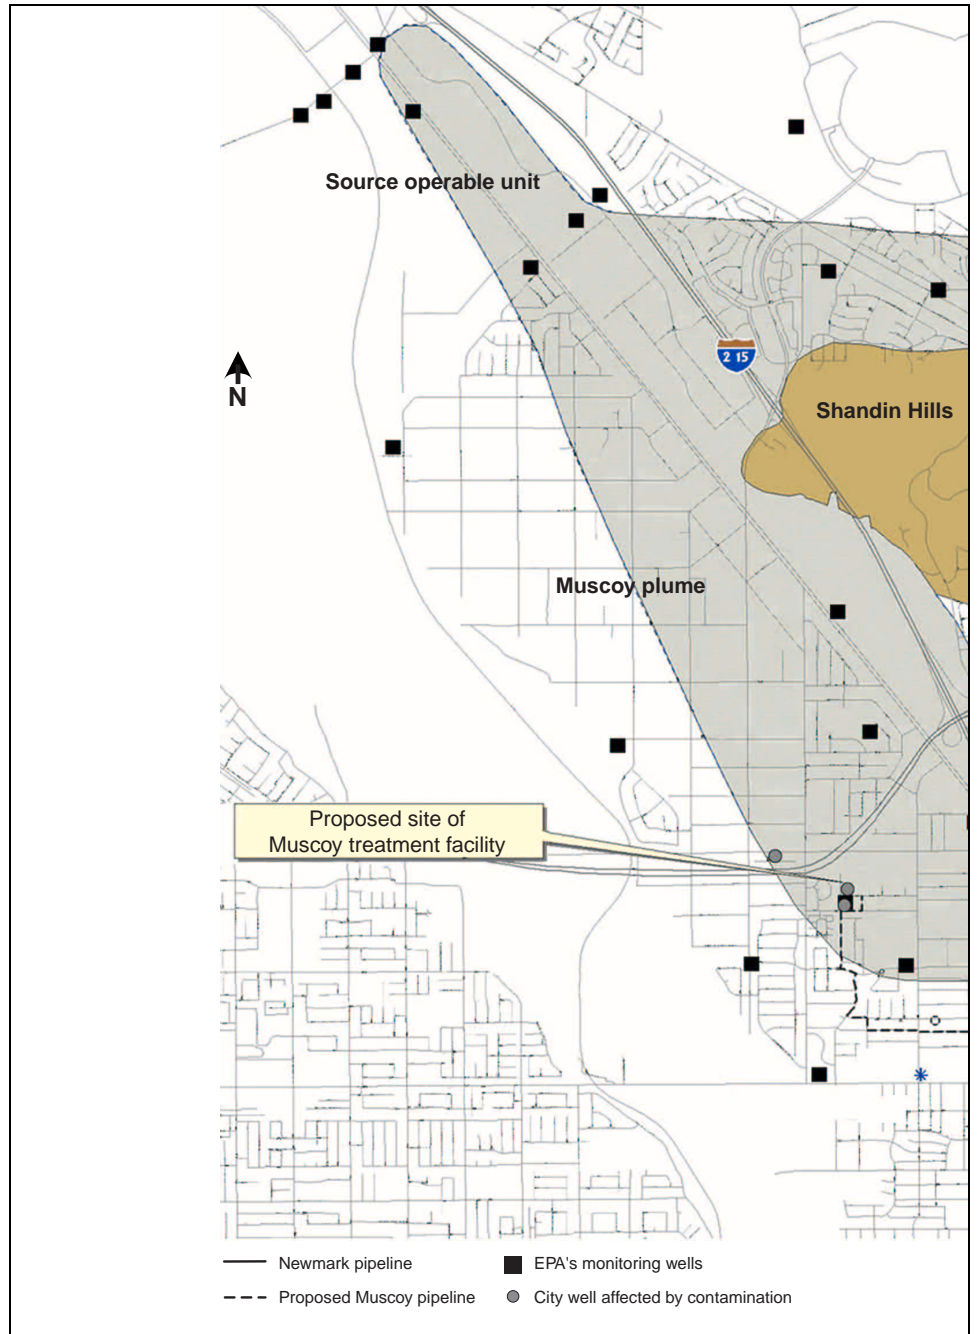 Source operable unit
2 15
N
Shandin Hills
Muscoy plume
Proposed site of
Muscoy treatment facility
Newmark pipeline
EPA's monitoring wells
Proposed Muscoy pipeline
City well affected by contamination